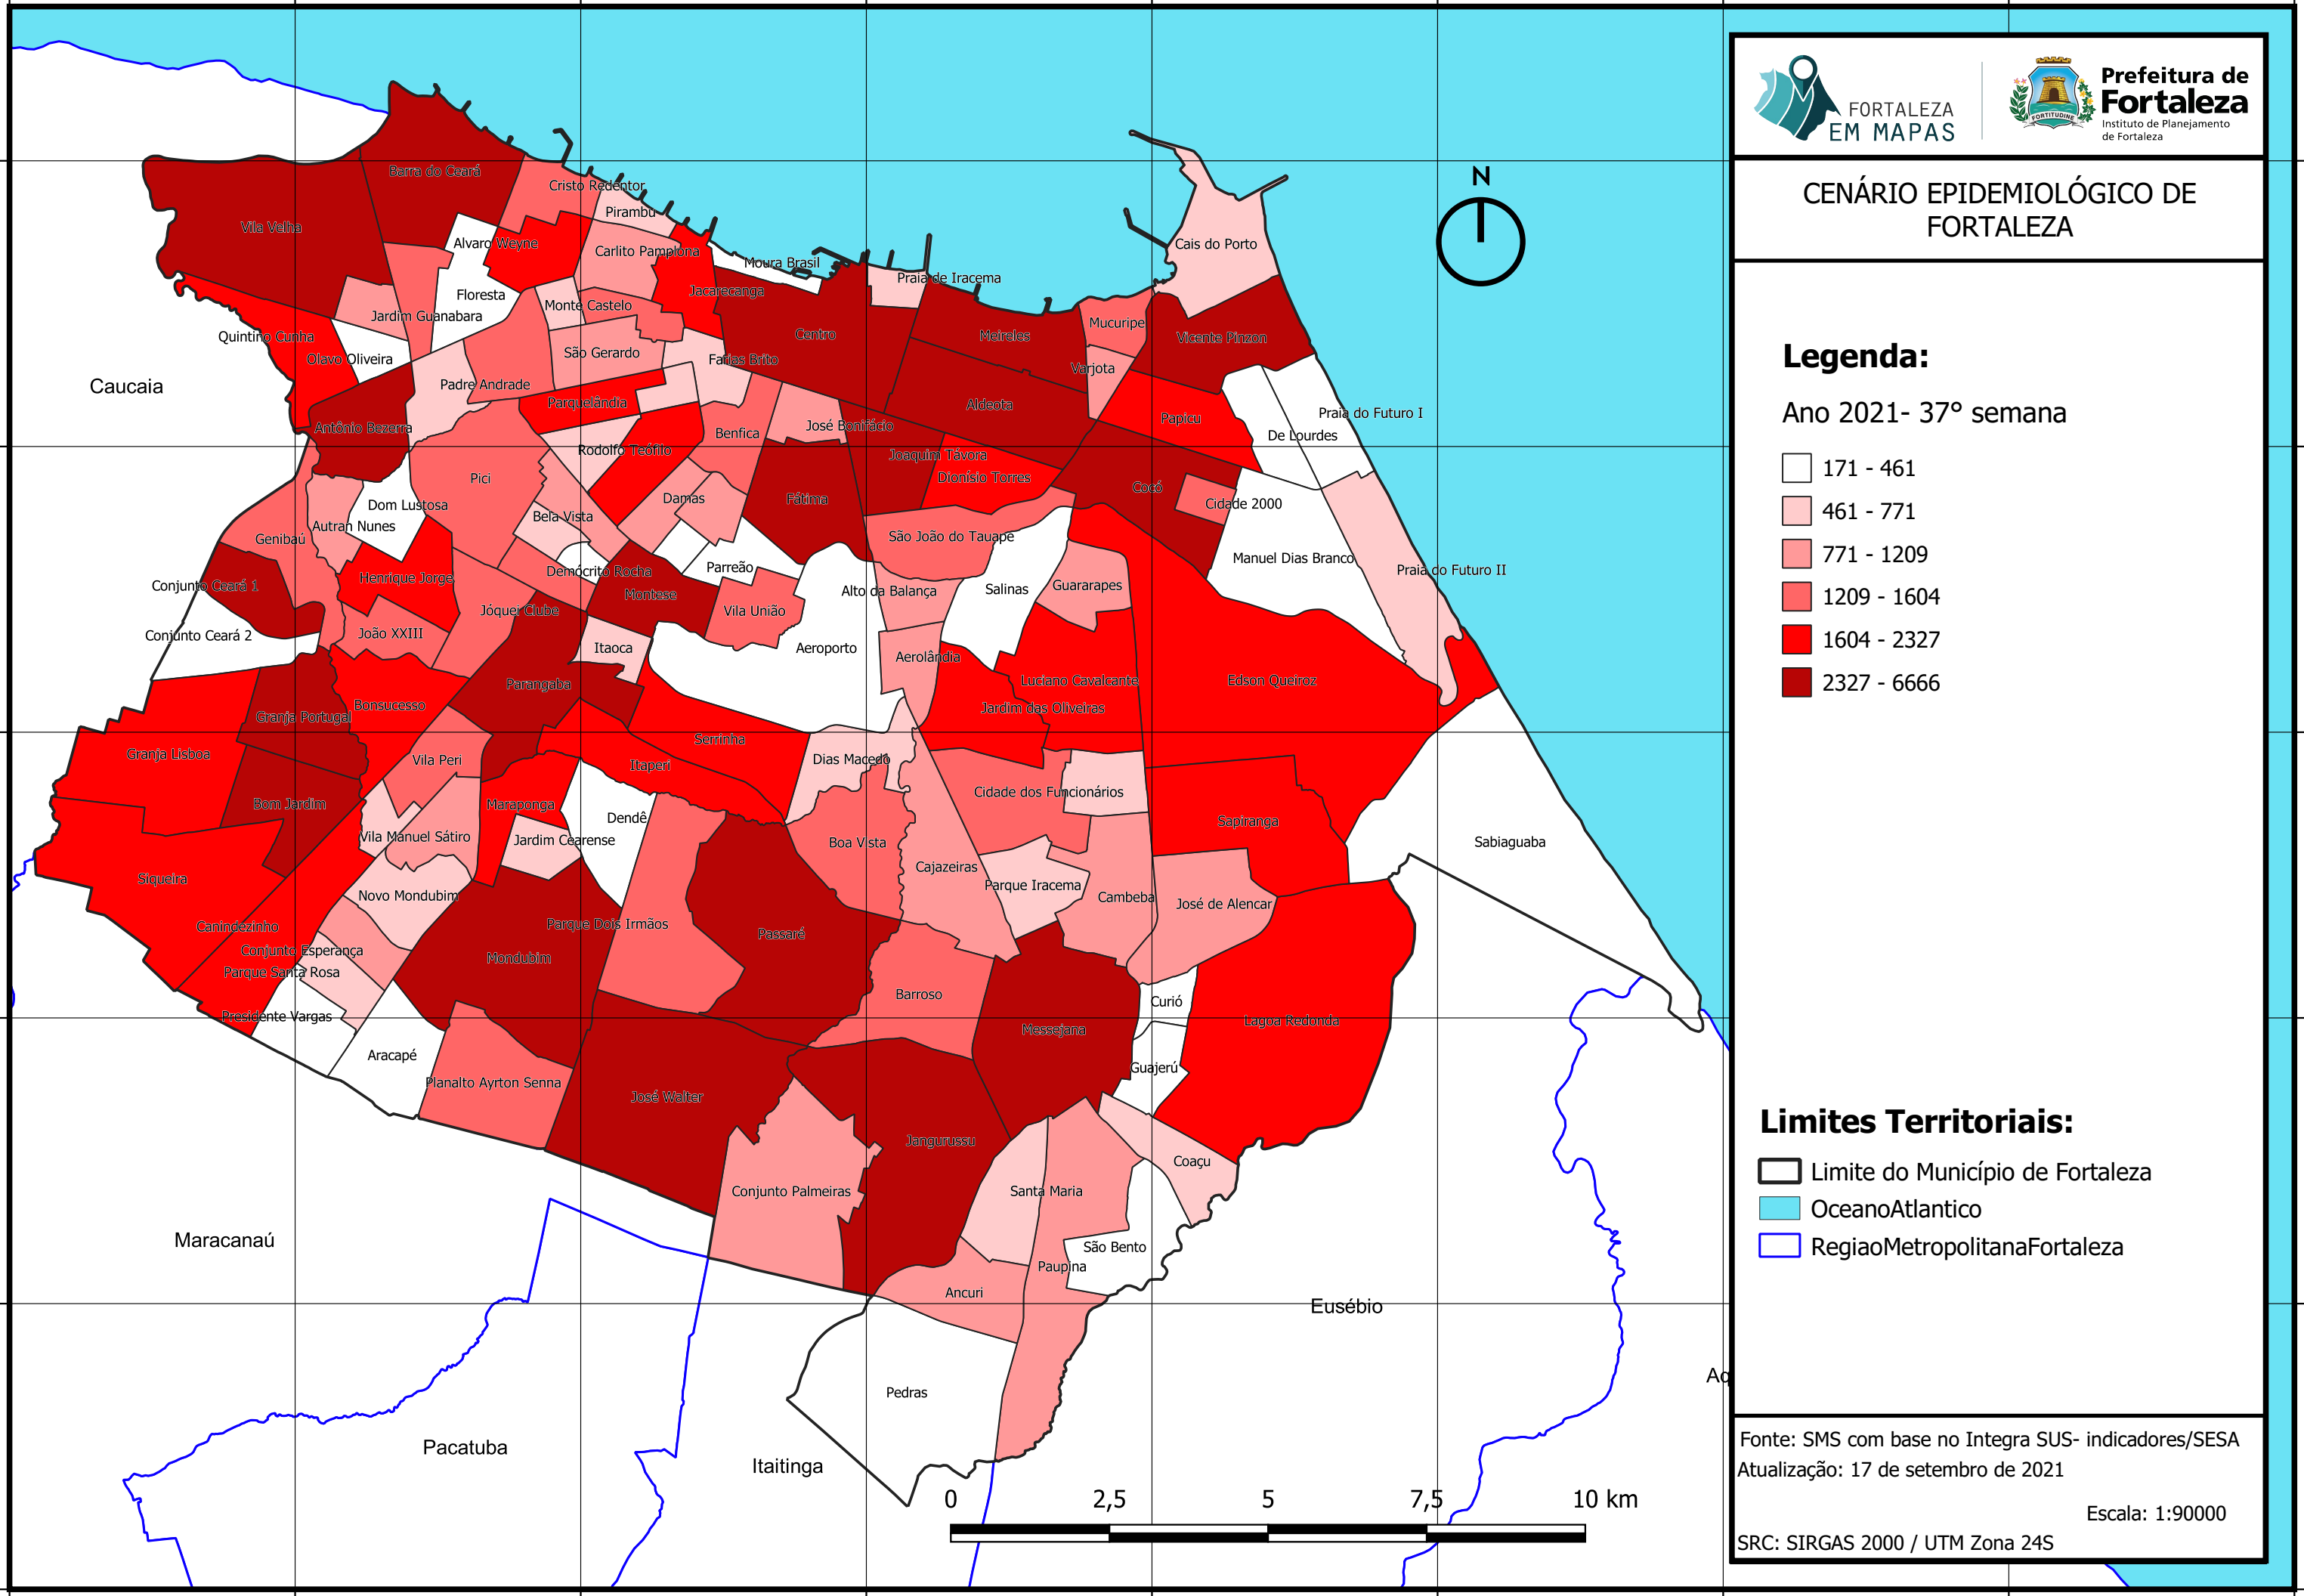 FORTALEZA
EM MAPAS
Prefeitura de
Fortaleza
Instituto de Planejamento
de Fortaleza
FORTITUDINE
CENÁRIO EPIDEMIOLÓGICO DE
FORTALEZA
Legenda:
Ano 2021- 37° semana
171 - 461
461 - 771
771 - 1209
1209 - 1604
1604 - 2327
2327 - 6666
Limites Territoriais:
Limite do Município de Fortaleza
OceanoAtlantico
RegiaoMetropolitanaFortaleza
Fonte: SMS com base no Integra SUS- indicadores/SESA
Atualização: 17 de setembro de 2021
Escala: 1:90000
SRC: SIRGAS 2000 / UTM Zona 24S
N
Barra do Ceará
Cristo Redentor
Pirambu
Vila Velha
Alvaro Weyne
Carlito Pamplona
Moura Brasil
Cais do Porto
Praia de Iracema
Jacarecanga
Floresta
Monte Castelo
Jardim Guanabara
Mucuripe
Quintino Cunha
Centro
Meireles
Vicente Pinzon
Olavo Oliveira
São Gerardo
Farias Brito
Varjota
Caucaia
Padre Andrade
Parquelândia
Aldeota
Papicu
Praia do Futuro I
Antônio Bezerra
Benfica
José Bonifácio
De Lourdes
Rodolfo Teófilo
Joaquim Távora
Pici
Dionísio Torres
Cocó
Damas
Fátima
Cidade 2000
Dom Lustosa
Bela Vista
Autran Nunes
Genibaú
São João do Tauape
Manuel Dias Branco
Praia do Futuro II
Henrique Jorge
Demócrito Rocha
Parreão
Conjunto Ceará 1
Montese
Alto da Balança
Salinas
Guararapes
Jóquer Clube
Vila União
Conjunto Ceará 2
João XXIII
Itaoca
Aeroporto
Aerolândia
Parangaba
Luciano Cavalcante
Edson Queiroz
Bonsucesso
Jardim das Oliveiras
Granja Portugal
Serrinha
Granja Lisboa
Vila Peri
Itaperi
Dias Macedo
Cidade dos Funcionários
Bom Jardim
Maraponga
Dendê
Sapiranga
Vila Manuel Sátiro
Jardim Cearense
Boa Vista
Sabiaguaba
Siqueira
Cajazeiras
Parque Iracema
Novo Mondubim
Cambeba
José de Alencar
Canindezinho
Parque Dois Irmãos
Passaré
Conjunto Esperança
Mondubim
Parque Santa Rosa
Barroso
Curió
Presidente Vargas
Messejana
Lagoa Redonda
Aracapé
Guajerú
Planalto Ayrton Senna
José Walter
Jangurussu
Coaçu
Conjunto Palmeiras
Santa Maria
Maracanaú
São Bento
Paupina
Ancuri
Eusébio
Aq
Pedras
Pacatuba
Itaitinga
0 2,5 5 7,5 10 km